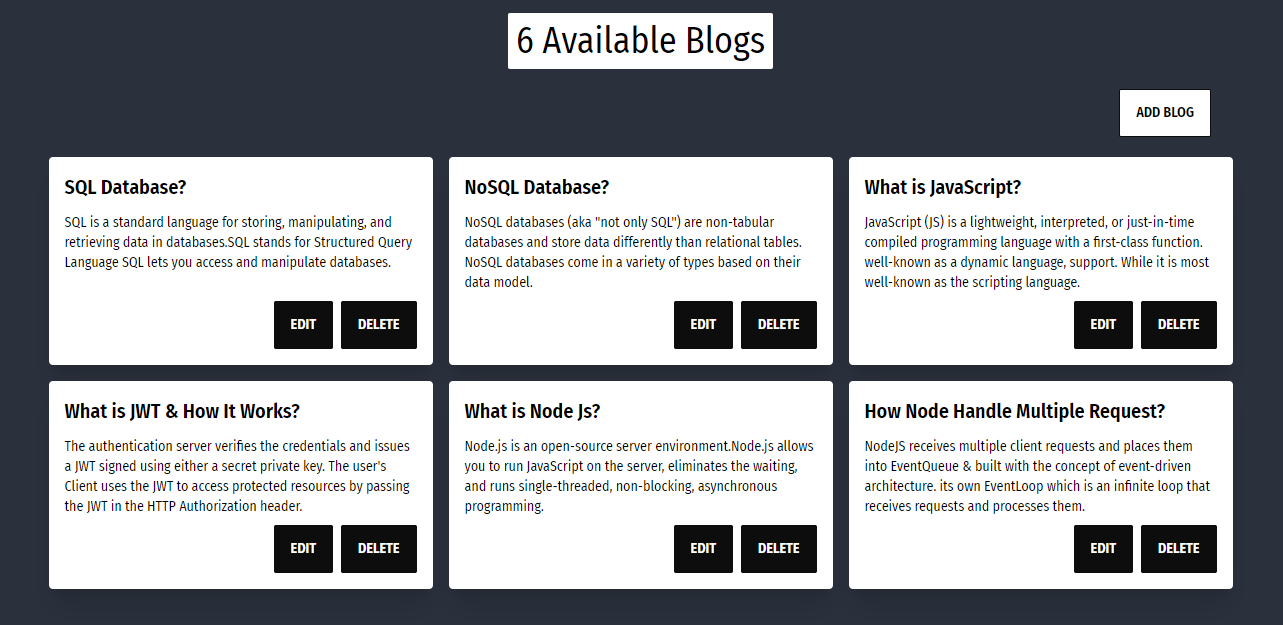 6 Available Blogs
ADD BLOG
SQL Database?
SQL is a standard language for storing, manipulating, and
retrieving data in databases.SQL stands for Structured Query
Language SQL lets you access and manipulate databases.
EDIT DELETE
NoSQL Database?
NoSQL databases (aka "not only SQL") are non-tabular
databases and store data differently than relational tables.
NoSQL databases come in a variety of types based on their
data model.
EDIT DELETE
What is JavaScript?
JavaScript (JS) is a lightweight, interpreted, or just-in-time
compiled programming language with a first-class function.
well-known as a dynamic language, support. While it is most
well-known as the scripting language.
EDIT DELETE
What is JWT & How It Works?
The authentication server verifies the credentials and issues
a JWT signed using either a secret private key. The user's
Client uses the JWT to access protected resources by passing
the JWT in the HTTP Authorization header.
EDIT DELETE
What is Node Js?
Node.js is an open-source server environment.Node.js allows
you to run JavaScript on the server, eliminates the waiting,
and runs single-threaded, non-blocking, asynchronous
programming.
EDIT DELETE
How Node Handle Multiple Request?
NodeJS receives multiple client requests and places them
into EventQueue & built with the concept of event-driven
architecture. its own EventLoop which is an infinite loop that
receives requests and processes them.
EDIT DELETE